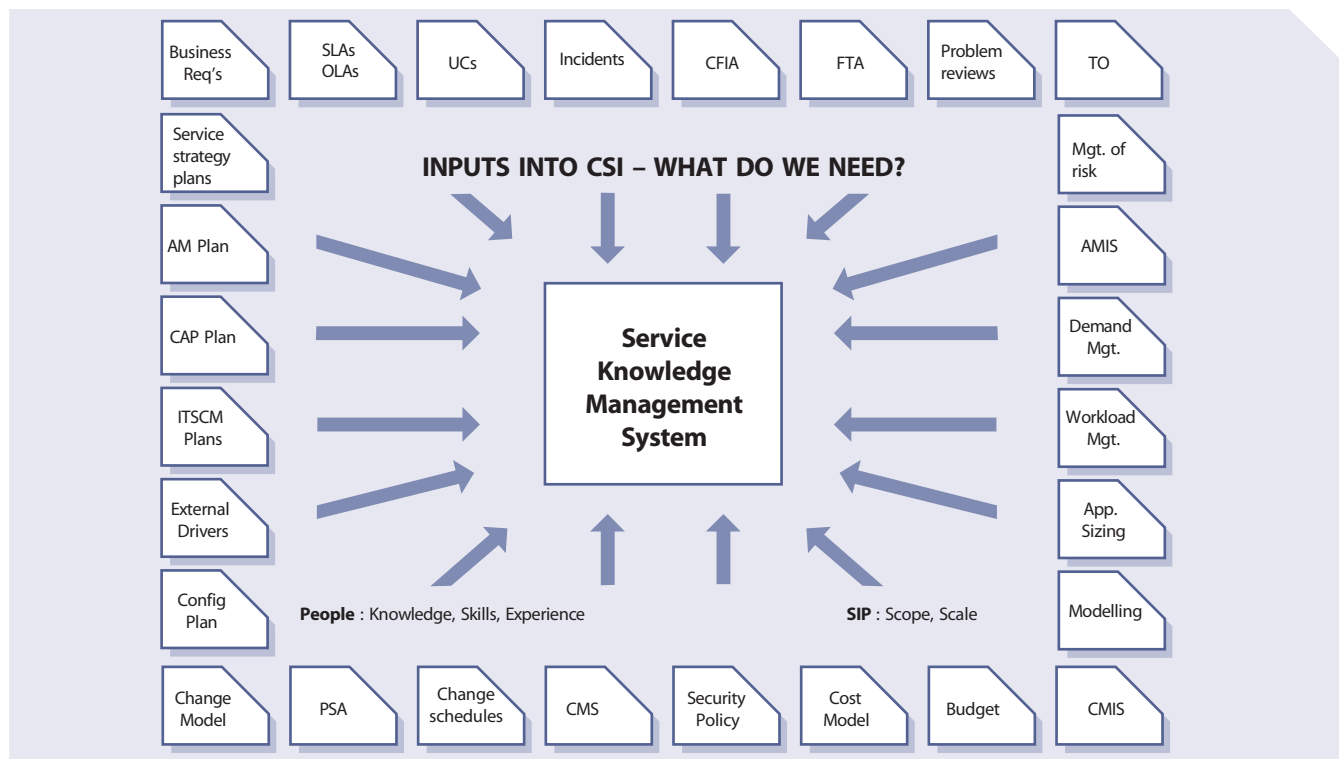 Business
Req’s
SLAs
OLAs
UCs
Incidents
CFIA
FTA
Problem
reviews
TO
Service
strategy
plans
INPUTS INTO CSI – WHAT DO WE NEED?
Mgt. of
risk
AM Plan
AMIS
CAP Plan
Service
Knowledge
Management
System
Demand
Mgt.
ITSCM
Plans
Workload
Mgt.
External
Drivers
App.
Sizing
Config
Plan
People : Knowledge, Skills, Experience
SIP : Scope, Scale
Modelling
Change
Model
PSA
Change
schedules
CMS
Security
Policy
Cost
Model
Budget
CMIS